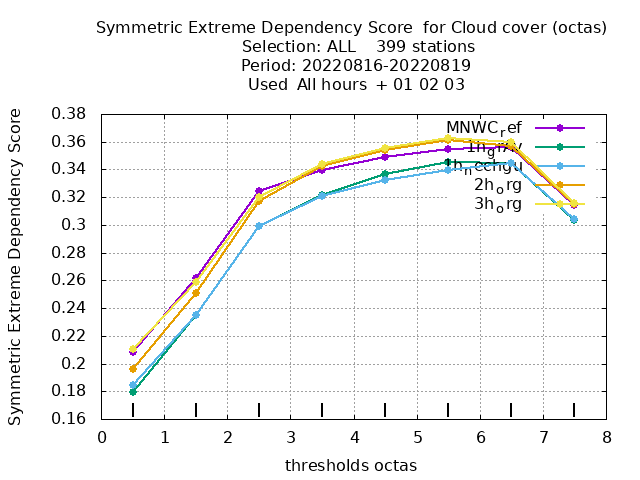 Symmetric Extreme Dependency Score for Cloud cover (octas)
Selection: ALL 399 stations
Period: 20220816-20220819
Used All hours + 01 02 03
Symmetric Extreme Dependency Score
0.38
0.36
0.34
0.32
0.3
0.28
0.26
0.24
0.22
0.2
0.18
0.16
MNWCref
2horg
3horg
0 1 2 3 4 5 6 7 8
thresholds octas